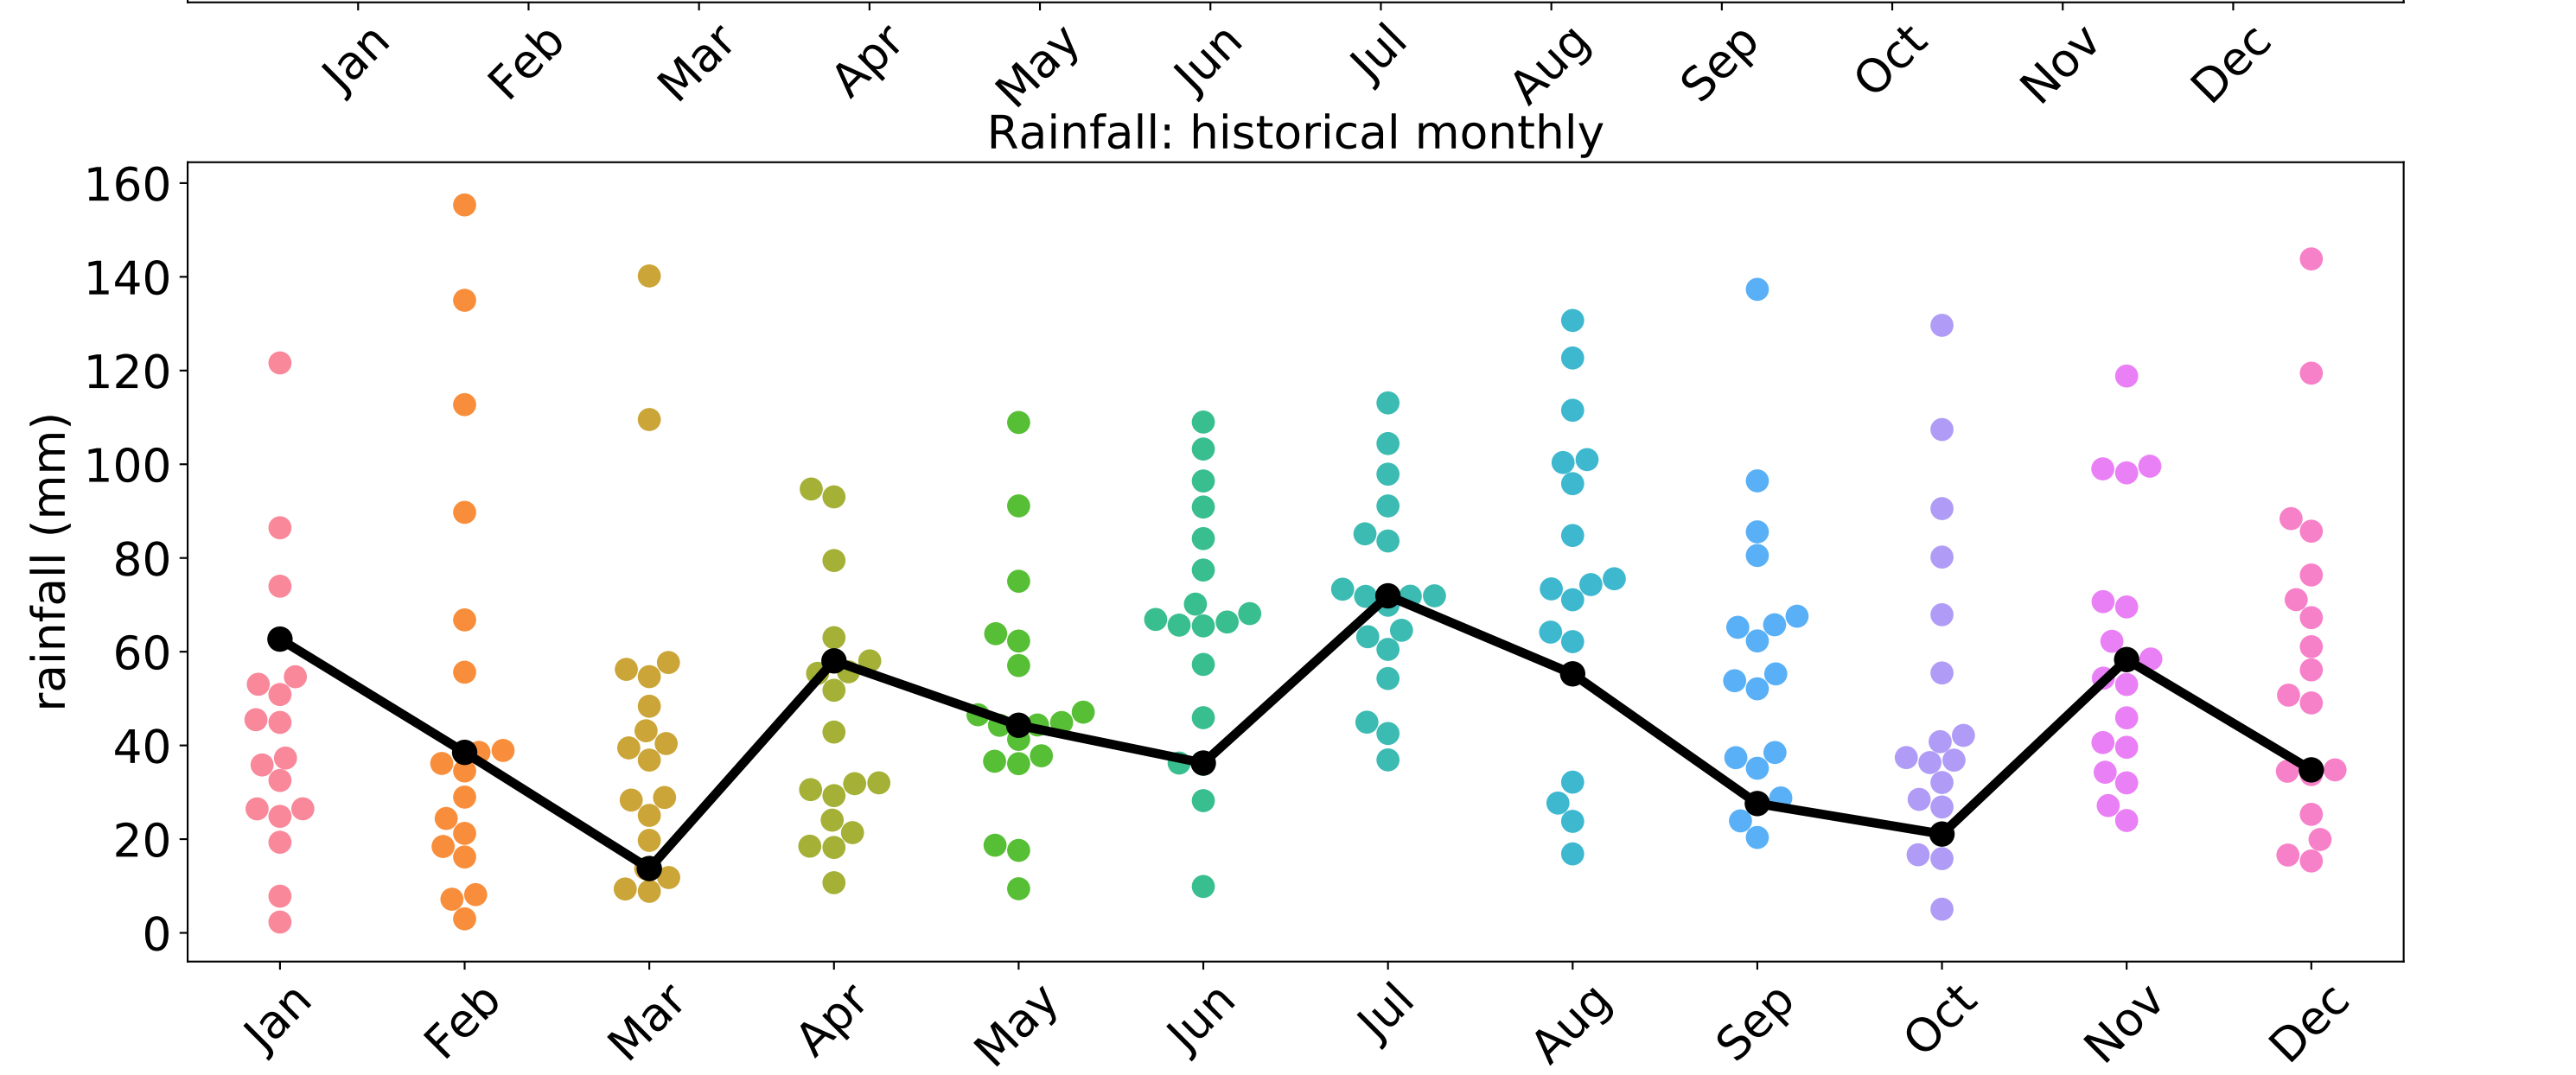 Jan Feb Mar Apr May Jun Jul Aug Sep Oct Nov Dec
Rainfall: historical monthly
rainfall (mm)
160
140
120
100
80
60
40
20
0
Jan Feb Mar Apr May Jun Jul Aug Sep Oct Nov Dec